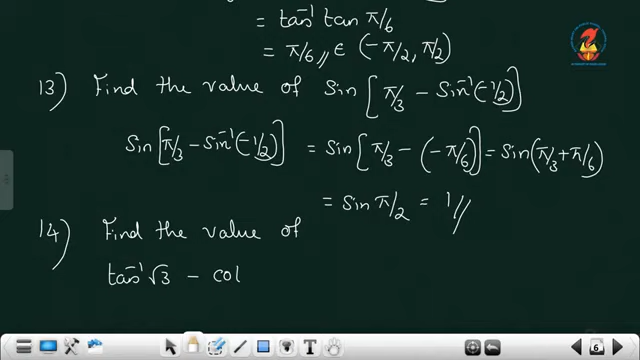 = tan⁻¹ tan π/6
= π/6 ,, ∈ (-π/2, π/2)
13) Find the value of Sin [π/3 - Sin⁻¹(-1/2)]
Sin [π/3 - Sin⁻¹(-1/2)] = Sin [π/3 - (-π/6)] = Sin (π/3 + π/6)
= Sin π/2 = 1 //
14) Find the value of
tan⁻¹ √3 - cot
T 6